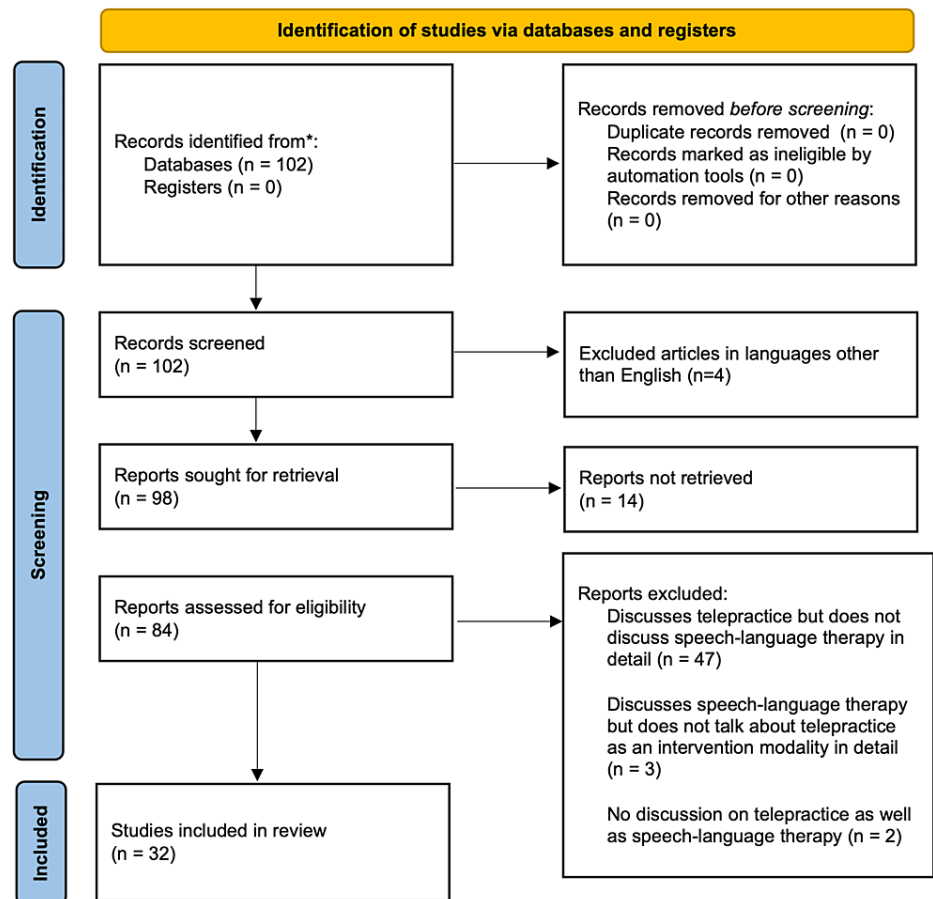 Identification of studies via databases and registers
Identification
Records identified from*:
Databases (n = 102)
Registers (n = 0)
Records removed before screening:
Duplicate records removed  (n = 0)
Records marked as ineligible by
automation tools (n = 0)
Records removed for other reasons
(n = 0)
Screening
Records screened
(n = 102)
Excluded articles in languages other
than English (n=4)
Reports sought for retrieval
(n = 98)
Reports not retrieved
(n = 14)
Reports assessed for eligibility
(n = 84)
Reports excluded:
Discusses telepractice but does not
discuss speech-language therapy in
detail (n = 47)
Discusses speech-language therapy
but does not talk about telepractice
as an intervention modality in detail
(n = 3)
No discussion on telepractice as well
as speech-language therapy (n = 2)
Included
Studies included in review
(n = 32)